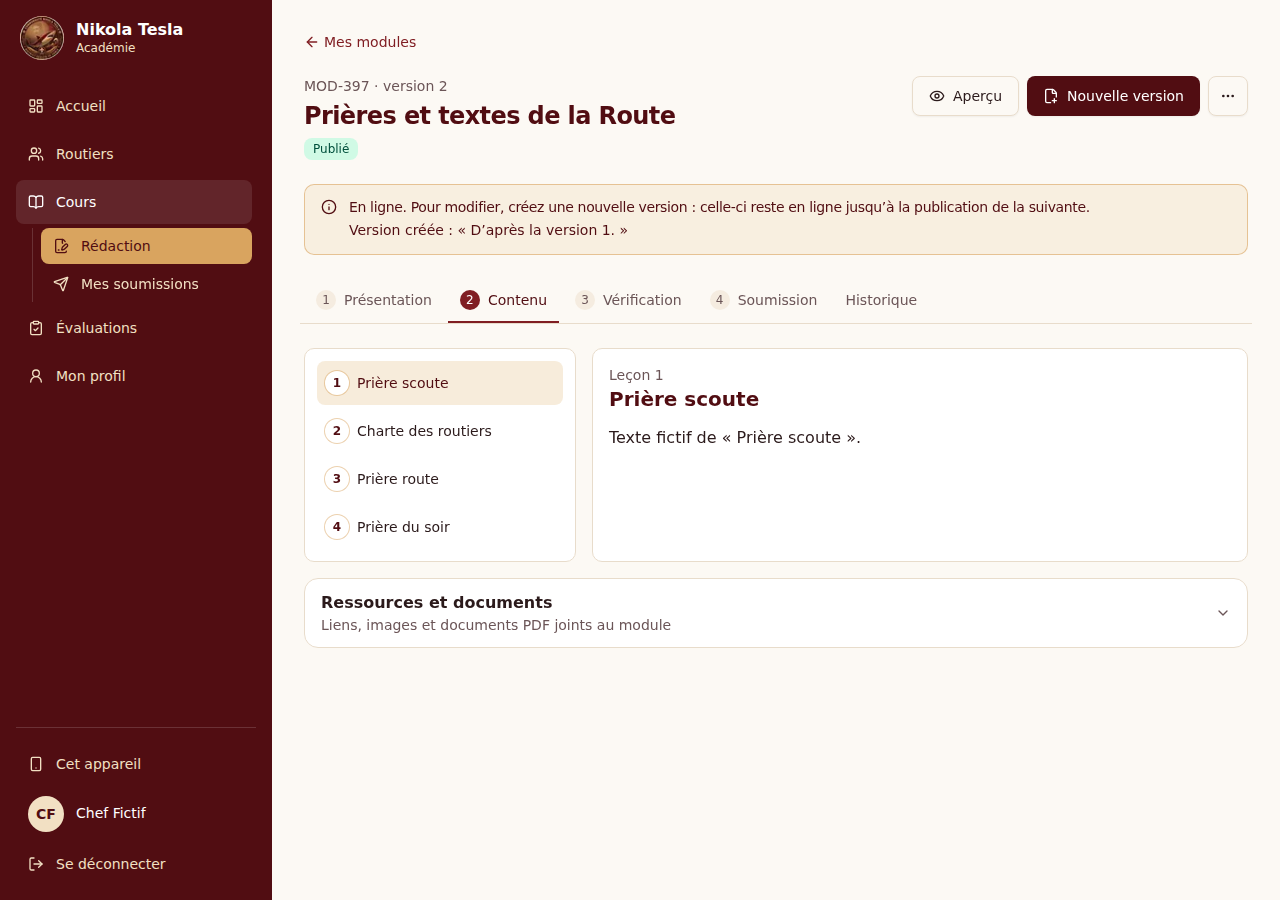 Nikola Tesla
Académie
Accueil
Routiers
Cours
Rédaction
Mes soumissions
Évaluations
Mon profil
Cet appareil
CF
Chef Fictif
Se déconnecter
Mes modules
MOD-397 · version 2
Prières et textes de la Route
Publié
Aperçu
Nouvelle version
En ligne. Pour modifier, créez une nouvelle version : celle-ci reste en ligne jusqu’à la publication de la suivante.
Version créée : « D’après la version 1. »
1 Présentation
2 Contenu
3 Vérification
4 Soumission
Historique
1 Prière scoute
2 Charte des routiers
3 Prière route
4 Prière du soir
Leçon 1
Prière scoute
Texte fictif de « Prière scoute ».
Ressources et documents
Liens, images et documents PDF joints au module